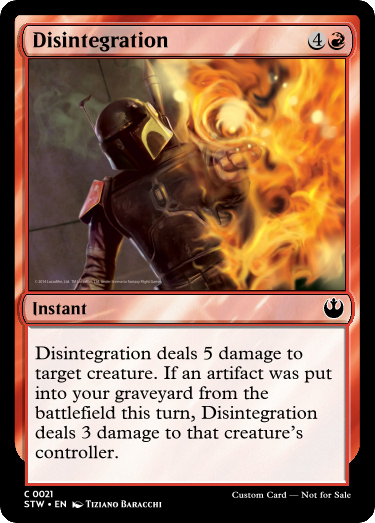 Disintegration 4
Instant
Disintegration deals 5 damage to
target creature. If an artifact was put
into your graveyard from the
battlefield this turn, Disintegration
deals 3 damage to that creature's
controller.
C 0021
STW • EN Tiziano Baracchi
Custom Card — Not for Sale